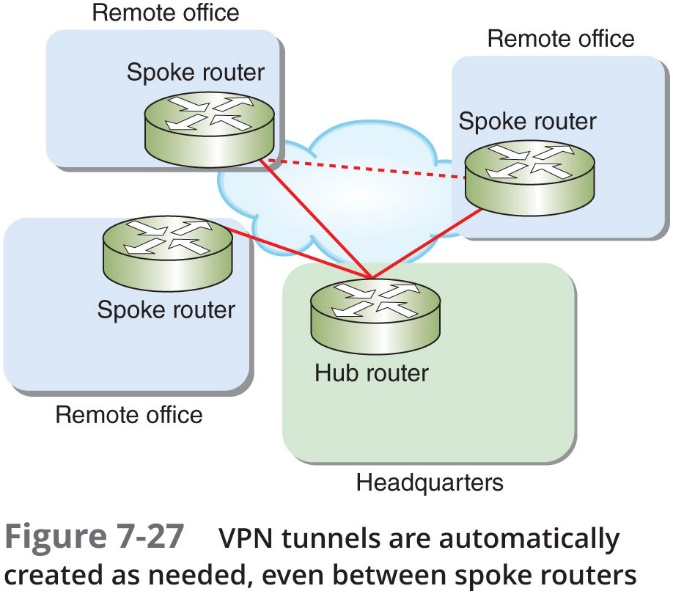 Remote office
Spoke router
Remote office
Spoke router
Spoke router
Remote office
Hub router
Headquarters
Figure 7-27 VPN tunnels are automatically
created as needed, even between spoke routers